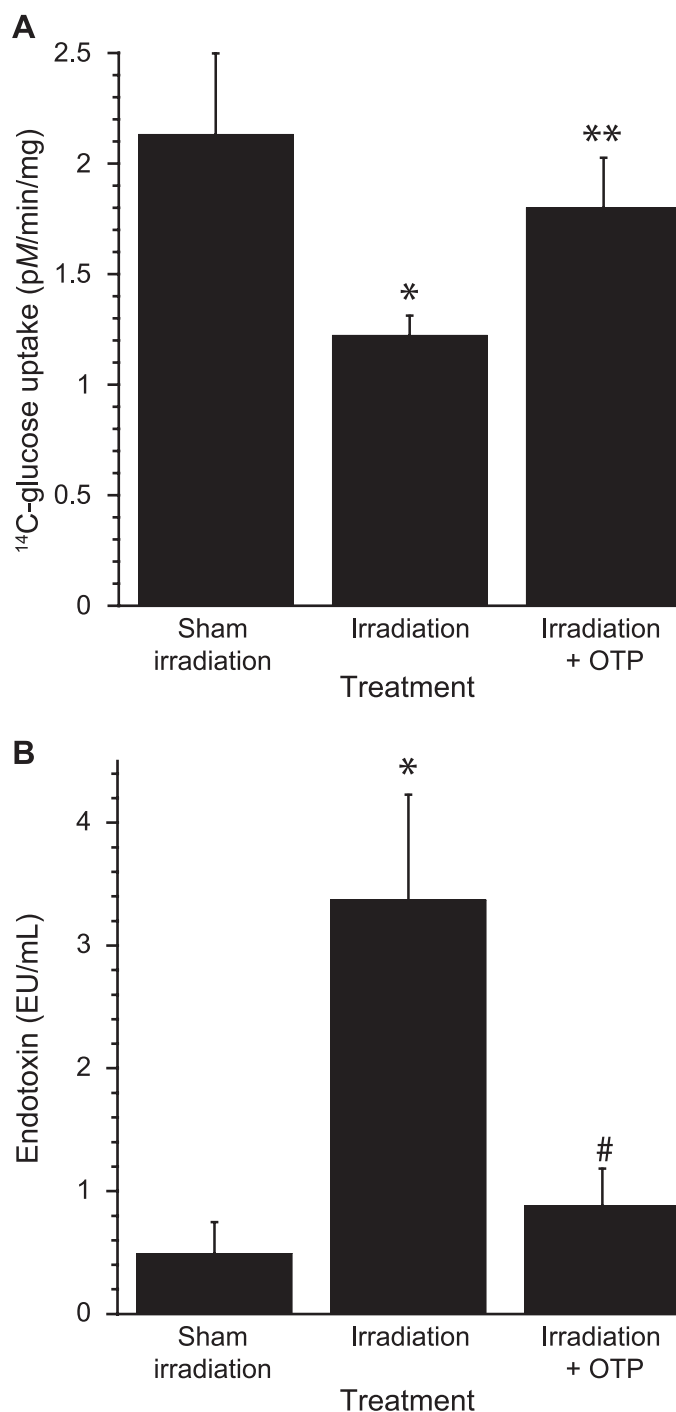 A
¹⁴C-glucose uptake (pM/min/mg)
2.5
2
1.5
1
0.5
0
*
**
Sham
irradiation
Irradiation
Irradiation
+ OTP
Treatment
B
Endotoxin (EU/mL)
4
3
2
1
0
*
#
Sham
irradiation
Irradiation
Irradiation
+ OTP
Treatment